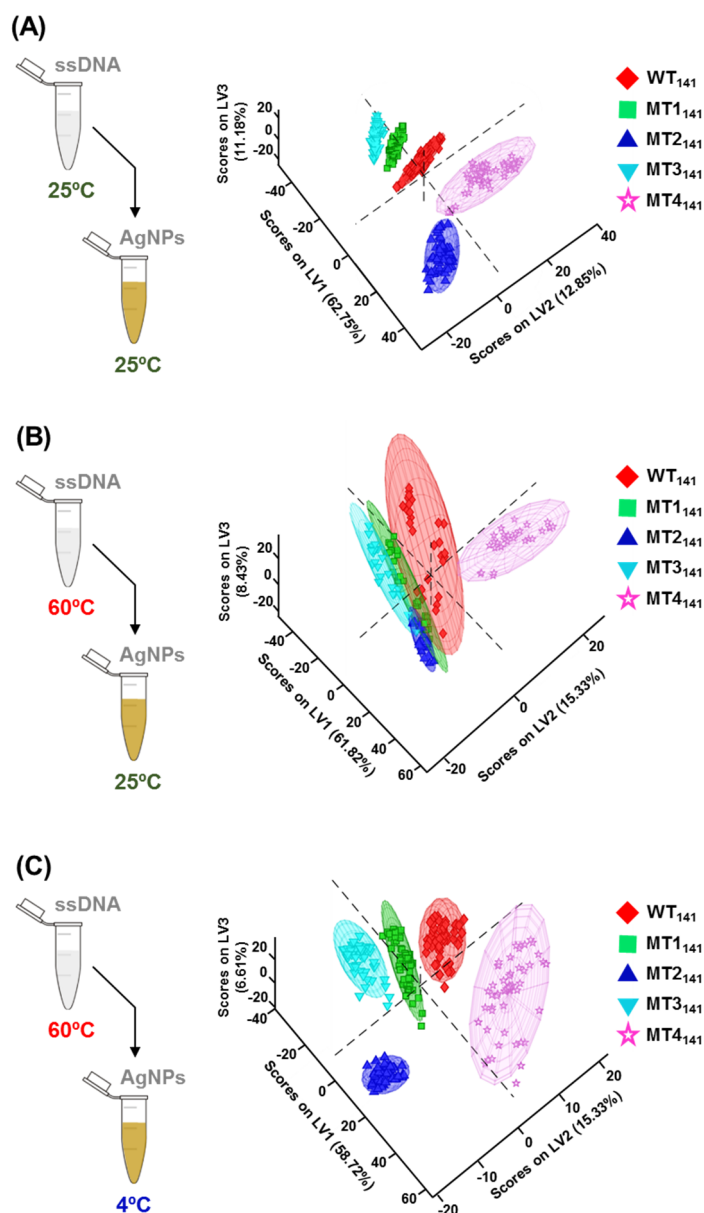 (A)
ssDNA
25ºC
AgNPs
25ºC
Scores on LV3
(11.18%)
20
0
-20
-40
-20
0
20
40
Scores on LV1 (62.75%)
-20
0
20
40
Scores on LV2 (12.85%)
WT141
MT1141
MT2141
MT3141
MT4141
(B)
ssDNA
60ºC
AgNPs
25ºC
Scores on LV3
(8.43%)
20
0
-20
-40
-20
0
20
40
60
Scores on LV1 (61.82%)
-20
0
20
Scores on LV2 (15.33%)
WT141
MT1141
MT2141
MT3141
MT4141
(C)
ssDNA
60ºC
AgNPs
4ºC
Scores on LV3
(6.61%)
20
0
-20
-40
-20
0
20
40
60
Scores on LV1 (58.72%)
-20
-10
0
10
20
Scores on LV2 (15.33%)
WT141
MT1141
MT2141
MT3141
MT4141